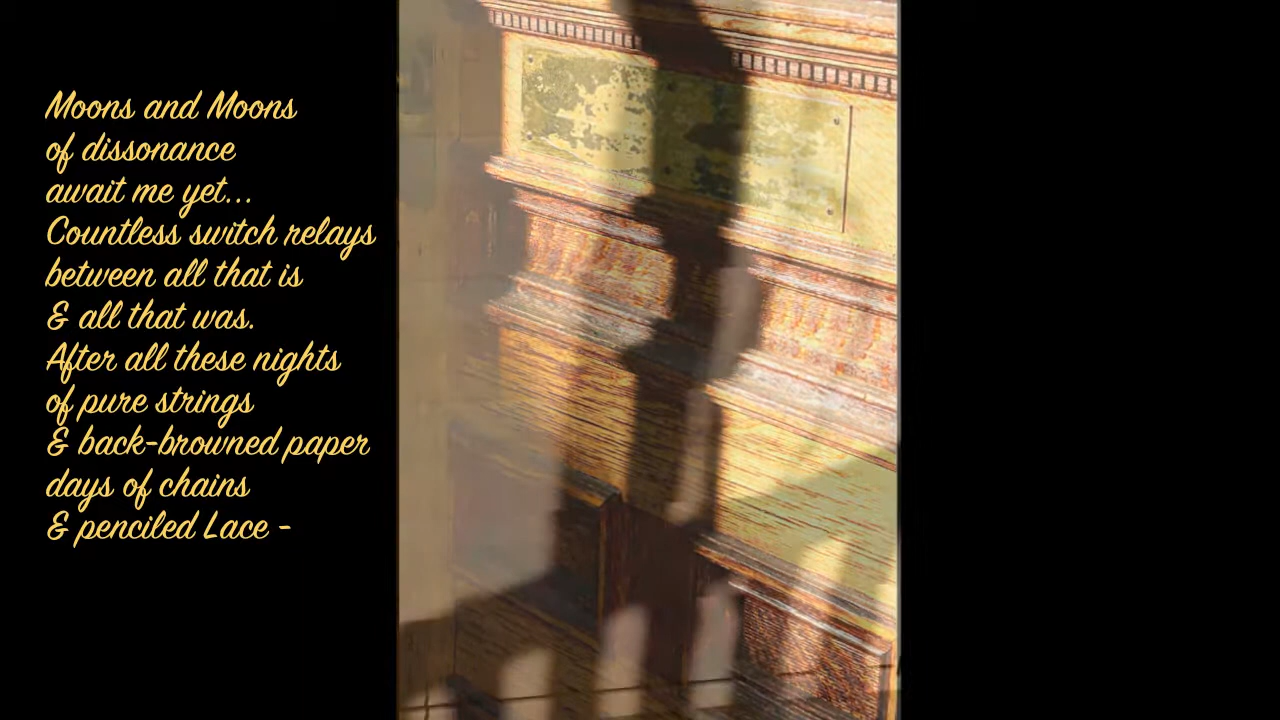 Moons and Moons
of dissonance
await me yet...
Countless switch relays
between all that is
& all that was.
After all these nights
of pure strings
& back-browned paper
days of chains
& penciled Lace -